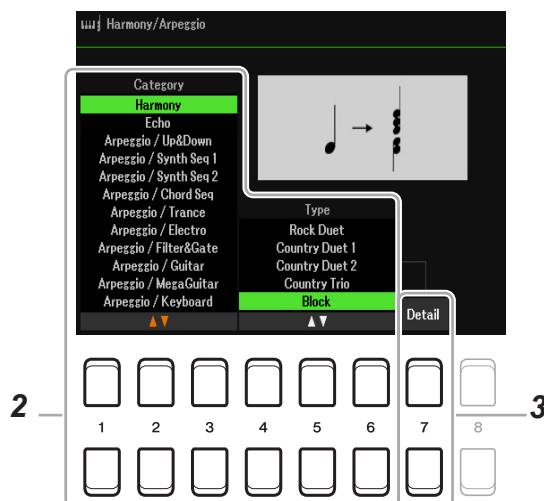 Harmony/Arpeggio
Category
Harmony
Echo
Arpeggio / Up&Down
Arpeggio / Synth Seq 1
Arpeggio / Synth Seq 2
Arpeggio / Chord Seq
Arpeggio / Trance
Arpeggio / Electro
Arpeggio / Filter&Gate
Arpeggio / Guitar
Arpeggio / MegaGuitar
Arpeggio / Keyboard
Type
Rock Duet
Country Duet 1
Country Duet 2
Country Trio
Block
Detail
2
3
1 2 3 4 5 6 7 8